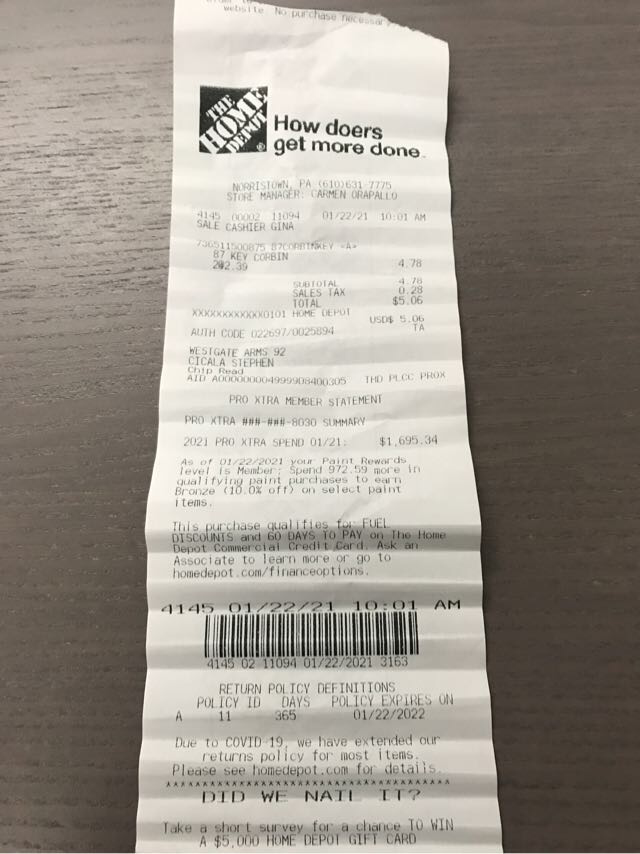 website. No purchase necessary
THE
HOME
DEPOT
How doers
get more done
NORRISTOWN, PA (610)631-7775
STORE MANAGER: CARMEN ORAPALLO
4145 00002 11094 01/22/21 10:01 AM
SALE CASHIER GINA
736511500875 87CORBINKEY <A>
87 KEY CORBIN
2@2.39 4.78
SUBTOTAL 4.78
SALES TAX 0.28
TOTAL $5.06
XXXXXXXXXXXX0101 HOME DEPOT
USD$ 5.06
AUTH CODE 022697/0025894 TA
WESTGATE ARMS 92
CICALA STEPHEN
Chip Read
AID A000000004999908400305 THD PLCC PROX
PRO XTRA MEMBER STATEMENT
PRO XTRA ###-###-8030 SUMMARY
2021 PRO XTRA SPEND 01/21: $1,695.34
As of 01/22/2021 your Paint Rewards
level is Member; Spend 972.59 more in
qualifying paint purchases to earn
Bronze (10.0% off) on select paint
items.
This purchase qualifies for FUEL
DISCOUNTS and 60 DAYS TO PAY on The Home
Depot Commercial Credit Card. Ask an
Associate to learn more or go to
homedepot.com/financeoptions.
4145 01/22/21 10:01 AM
4145 02 11094 01/22/2021 3163
RETURN POLICY DEFINITIONS
POLICY ID DAYS POLICY EXPIRES ON
A 11 365 01/22/2022
Due to COVID-19, we have extended our
returns policy for most items.
Please see homedepot.com for details.
****************************************
DID WE NAIL IT?
Take a short survey for a chance TO WIN
A $5,000 HOME DEPOT GIFT CARD